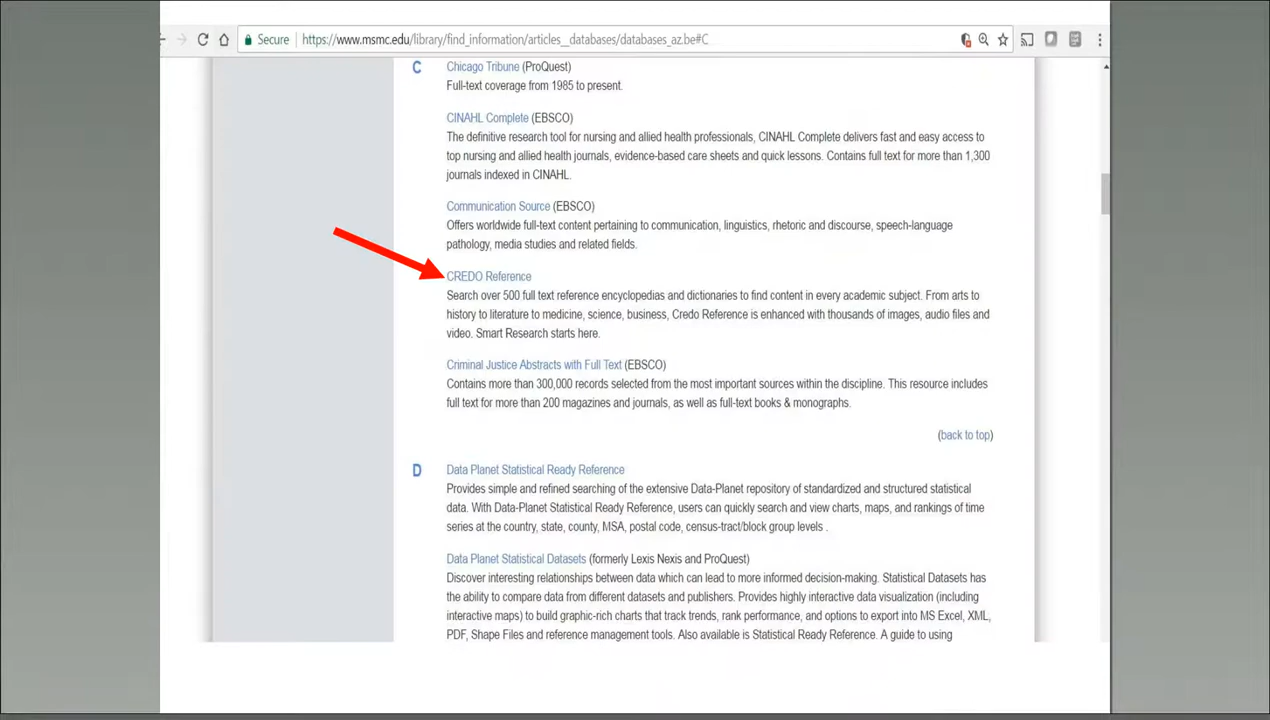 Secure https://www.msmc.edu/library/find_information/articles__databases/databases_az.be#C
C Chicago Tribune (ProQuest)
Full-text coverage from 1985 to present.
CINAHL Complete (EBSCO)
The definitive research tool for nursing and allied health professionals, CINAHL Complete delivers fast and easy access to
top nursing and allied health journals, evidence-based care sheets and quick lessons. Contains full text for more than 1,300
journals indexed in CINAHL.
Communication Source (EBSCO)
Offers worldwide full-text content pertaining to communication, linguistics, rhetoric and discourse, speech-language
pathology, media studies and related fields.
CREDO Reference
Search over 500 full text reference encyclopedias and dictionaries to find content in every academic subject. From arts to
history to literature to medicine, science, business, Credo Reference is enhanced with thousands of images, audio files and
video. Smart Research starts here.
Criminal Justice Abstracts with Full Text (EBSCO)
Contains more than 300,000 records selected from the most important sources within the discipline. This resource includes
full text for more than 200 magazines and journals, as well as full-text books & monographs.
(back to top)
D Data Planet Statistical Ready Reference
Provides simple and refined searching of the extensive Data-Planet repository of standardized and structured statistical
data. With Data-Planet Statistical Ready Reference, users can quickly search and view charts, maps, and rankings of time
series at the country, state, county, MSA, postal code, census-tract/block group levels .
Data Planet Statistical Datasets (formerly Lexis Nexis and ProQuest)
Discover interesting relationships between data which can lead to more informed decision-making. Statistical Datasets has
the ability to compare data from different datasets and publishers. Provides highly interactive data visualization (including
interactive maps) to build graphic-rich charts that track trends, rank performance, and options to export into MS Excel, XML,
PDF, Shape Files and reference management tools. Also available is Statistical Ready Reference. A guide to using